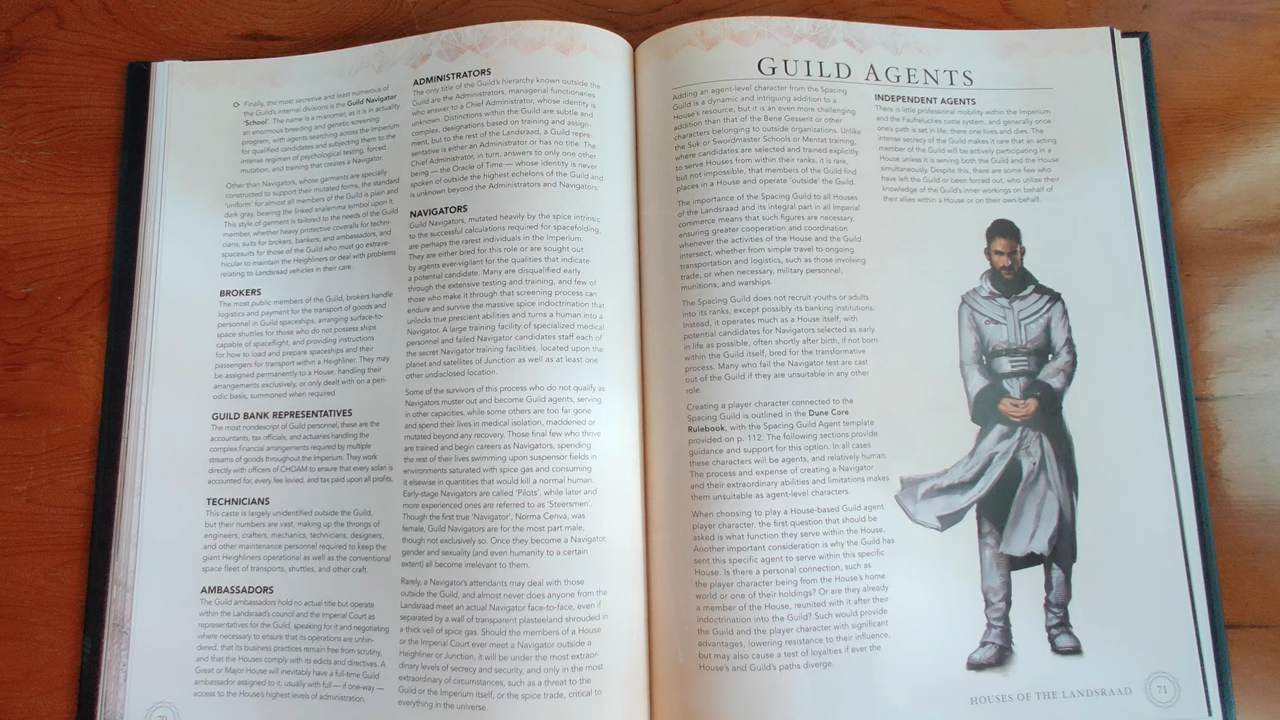 Finally, the most secretive and least numerous of
the Guild's internal divisions is the Guild Navigator
'School'. The name is a misnomer, as it is in actuality
an enormous breeding and genetic screening
program, with agents searching across the Imperium
for qualified candidates and subjecting them to the
intense regimen of psychological testing, forced
mutation, and training that creates a Navigator.
Other than Navigators, whose garments are specially
constructed to support their mutated forms, the standard
'uniform' for almost all members of the Guild is plain and
dark gray, bearing the linked analemma symbol upon it.
This style of garment is tailored to the needs of the Guild
member, whether heavy protective coveralls for techni-
cians, suits for brokers, bankers, and ambassadors, and
spacesuits for those of the Guild who must go extrave-
hicular to maintain the Heighliners or deal with problems
relating to Landsraad vehicles in their care.
BROKERS
The most public members of the Guild, brokers handle
logistics and payment for the transport of goods and
personnel in Guild spaceships, arranging surface-to-
space shuttles for those who do not possess ships
capable of spaceflight, and providing instructions
for how to load and prepare spaceships and their
passengers for transport within a Heighliner. They may
be assigned permanently to a House, handling their
arrangements exclusively, or only dealt with on a peri-
odic basis, summoned when required.
GUILD BANK REPRESENTATIVES
The most nondescript of Guild personnel, these are the
accountants, tax officials, and actuaries handling the
complex financial arrangements required by multiple
streams of goods throughout the Imperium. They work
directly with officers of CHOAM to ensure that every solari is
accounted for, every fee levied, and tax paid upon all profits.
TECHNICIANS
This caste is largely unidentified outside the Guild,
but their numbers are vast, making up the throngs of
engineers, crafters, mechanics, technicians, designers,
and other maintenance personnel required to keep the
giant Heighliners operational as well as the conventional
space fleet of transports, shuttles, and other craft.
AMBASSADORS
The Guild ambassadors hold no actual title but operate
within the Landsraad's council and the Imperial Court as
representatives for the Guild, speaking for it and negotiating
where necessary to ensure that its operations are unhin-
dered, that its business practices remain free from scrutiny,
and that the Houses comply with its edicts and directives. A
Great or Major House will inevitably have a full-time Guild
ambassador assigned to it, usually with full — if one-way —
access to the House's highest levels of administration.
70
ADMINISTRATORS
The only title of the Guild's hierarchy known outside the
Guild are the Administrators, managerial functionaries
who answer to a Chief Administrator, whose identity is
unknown. Distinctions within the Guild are subtle and
complex, designations based on training and assign-
ment, but to the rest of the Landsraad, a Guild repre-
sentative is either an Administrator or has no title. The
Chief Administrator, in turn, answers to only one other
being — the Oracle of Time — whose identity is never
spoken of outside the highest echelons of the Guild and
is unknown beyond the Administrators and Navigators.
NAVIGATORS
Guild Navigators, mutated heavily by the spice intrinsic
to the successful calculations required for spacefolding,
are perhaps the rarest individuals in the Imperium.
They are either bred for this role or are sought out
by agents ever-vigilant for the qualities that indicate
a potential candidate. Many are disqualified early
through the extensive testing and training, and few of
those who make it through that screening process can
endure and survive the massive spice indoctrination that
unlocks true prescient abilities and turns a human into a
Navigator. A large training facility of specialized medical
personnel and failed Navigator candidates staff each of
the secret Navigator training facilities, located upon the
planet and satellites of Junction as well as at least one
other undisclosed location.
Some of the survivors of this process who do not qualify as
Navigators muster out and become Guild agents, serving
in other capacities, while some others are too far gone
and spend their lives in medical isolation, maddened or
mutated beyond any recovery. Those final few who thrive
are trained and begin careers as Navigators, spending
the rest of their lives swimming upon suspensor fields in
environments saturated with spice gas and consuming
it elsewhere in quantities that would kill a normal human.
Early-stage Navigators are called 'Pilots', while later and
more experienced ones are referred to as 'Steersmen'.
Though the first true 'Navigator', Norma Cenva, was
female, Guild Navigators are for the most part male,
though not exclusively so. Once they become a Navigator,
gender and sexuality (and even humanity to a certain
extent) all become irrelevant to them.
Rarely, a Navigator's attendants may deal with those
outside the Guild, and almost never does anyone from the
Landsraad meet an actual Navigator face-to-face, even if
separated by a wall of transparent plasteeland shrouded in
a thick veil of spice gas. Should the members of a House
or the Imperial Court ever meet a Navigator outside a
Heighliner or Junction, it will be under the most extraor-
dinary levels of secrecy and security, and only in the most
extraordinary of circumstances, such as a threat to the
Guild or the Imperium itself, or the spice trade, critical to
everything in the universe.
GUILD AGENTS
Adding an agent-level character from the Spacing
Guild is a dynamic and intriguing addition to a
House's resource, but it is an even more challenging
addition than that of the Bene Gesserit or other
characters belonging to outside organizations. Unlike
the Suk or Swordmaster Schools or Mentat training,
where candidates are selected and trained explicitly
to serve Houses from within their ranks, it is rare,
but not impossible, that members of the Guild find
places in a House and operate 'outside' the Guild.
The importance of the Spacing Guild to all Houses
of the Landsraad and its integral part in all Imperial
commerce means that such figures are necessary,
ensuring greater cooperation and coordination
whenever the activities of the House and the Guild
intersect, whether from simple travel to ongoing
transportation and logistics, such as those involving
trade, or when necessary, military personnel,
munitions, and warships.
The Spacing Guild does not recruit youths or adults
into its ranks, except possibly its banking institutions.
Instead, it operates much as a House itself, with
potential candidates for Navigators selected as early
in life as possible, often shortly after birth, if not born
within the Guild itself, bred for the transformative
process. Many who fail the Navigator test are cast
out of the Guild if they are unsuitable in any other
role.
Creating a player character connected to the
Spacing Guild is outlined in the Dune Core
Rulebook, with the Spacing Guild Agent template
provided on p. 112. The following sections provide
guidance and support for this option. In all cases
these characters will be agents, and relatively human.
The process and expense of creating a Navigator
and their extraordinary abilities and limitations makes
them unsuitable as agent-level characters.
When choosing to play a House-based Guild agent
player character, the first question that should be
asked is what function they serve within the House.
Another important consideration is why the Guild has
sent this specific agent to serve within this specific
House. Is there a personal connection, such as
the player character being from the House's home
world or one of their holdings? Or are they already
a member of the House, reunited with it after their
indoctrination into the Guild? Such would provide
the Guild and the player character with significant
advantages, lowering resistance to their influence,
but may also cause a test of loyalties if ever the
House's and Guild's paths diverge.
INDEPENDENT AGENTS
There is little professional mobility within the Imperium
and the Faufreluches caste system, and generally once
one's path is set in life, there one lives and dies. The
intense secrecy of the Guild makes it rare that an acting
member of the Guild will be actively participating in a
House unless it is serving both the Guild and the House
simultaneously. Despite this, there are some few who
have left the Guild or been forced out, who utilise their
knowledge of the Guild's inner workings on behalf of
their allies within a House or on their own behalf.
HOUSES OF THE LANDSRAAD
71